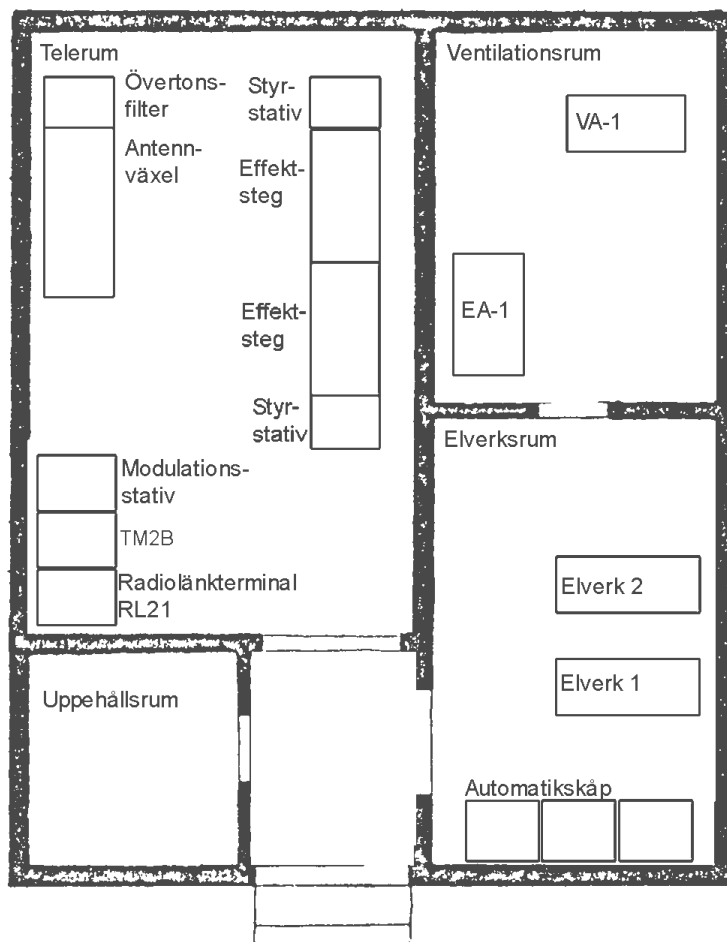 Telerum
Övertons-
filter
Antenn-
växel
Styr-
stativ
Effekt-
steg
Effekt-
steg
Styr-
stativ
Modulations-
stativ
TM2B
Radiolänkterminal
RL21
Ventilationsrum
VA-1
EA-1
Elverksrum
Elverk 2
Elverk 1
Automatikskåp
Uppehållsrum